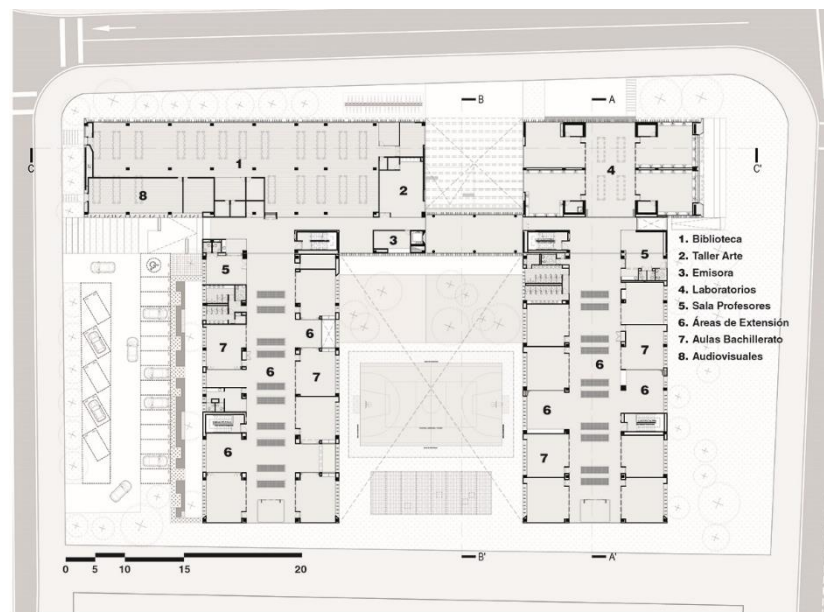 B A
C C'
1
4
2
8
3
5 5
1. Biblioteca
2. Taller Arte
3. Emisora
4. Laboratorios
5. Sala Profesores
6. Áreas de Extensión
7. Aulas Bachillerato
8. Audiovisuales
6
7 7
6 6
7 6
6
6
7
B' A'
0 5 10 15 20